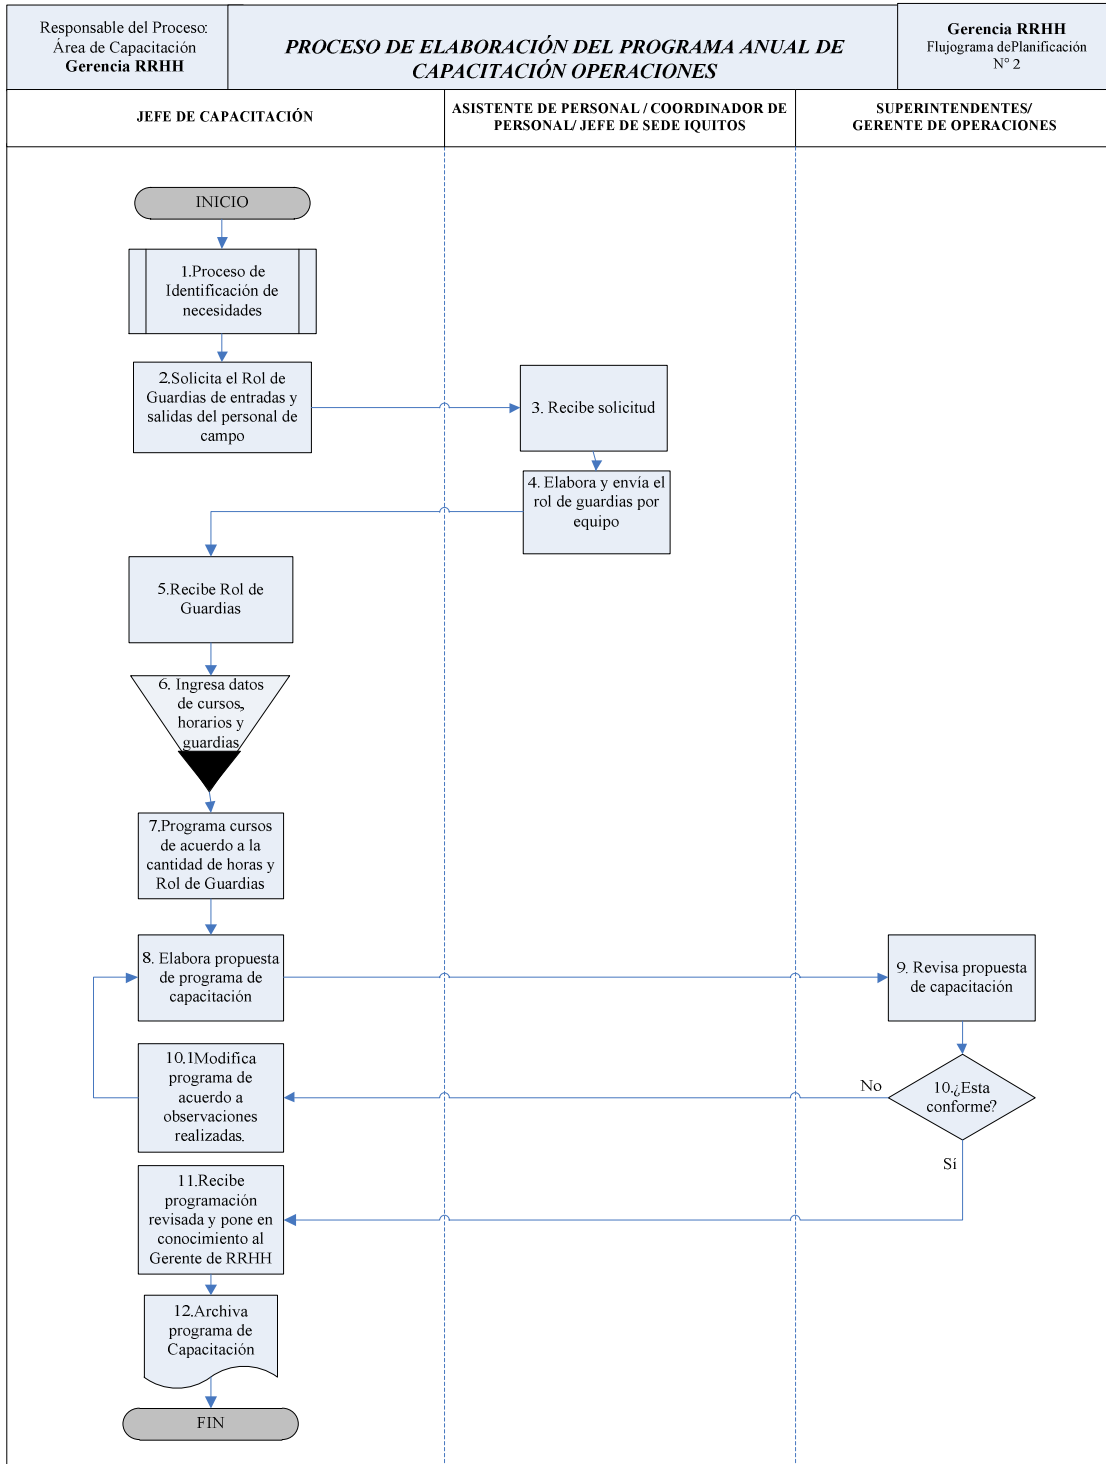 Responsable del Proceso:
Área de Capacitación
Gerencia RRHH
PROCESO DE ELABORACIÓN DEL PROGRAMA ANUAL DE
CAPACITACIÓN OPERACIONES
Gerencia RRHH
Flujograma dePlanificación
N° 2
JEFE DE CAPACITACIÓN
ASISTENTE DE PERSONAL / COORDINADOR DE
PERSONAL/ JEFE DE SEDE IQUITOS
SUPERINTENDENTES/
GERENTE DE OPERACIONES
INICIO
1.Proceso de
Identificación de
necesidades
2.Solicita el Rol de
Guardias de entradas y
salidas del personal de
campo
3. Recibe solicitud
4. Elabora y envía el
rol de guardias por
equipo
5.Recibe Rol de
Guardias
6. Ingresa datos
de cursos,
horarios y
guardias
7.Programa cursos
de acuerdo a la
cantidad de horas y
Rol de Guardias
8. Elabora propuesta
de programa de
capacitación
9. Revisa propuesta
de capacitación
10.1Modifica
programa de
acuerdo a
observaciones
realizadas.
No
10.¿Esta
conforme?
Sí
11.Recibe
programación
revisada y pone en
conocimiento al
Gerente de RRHH
12.Archiva
programa de
Capacitación
FIN